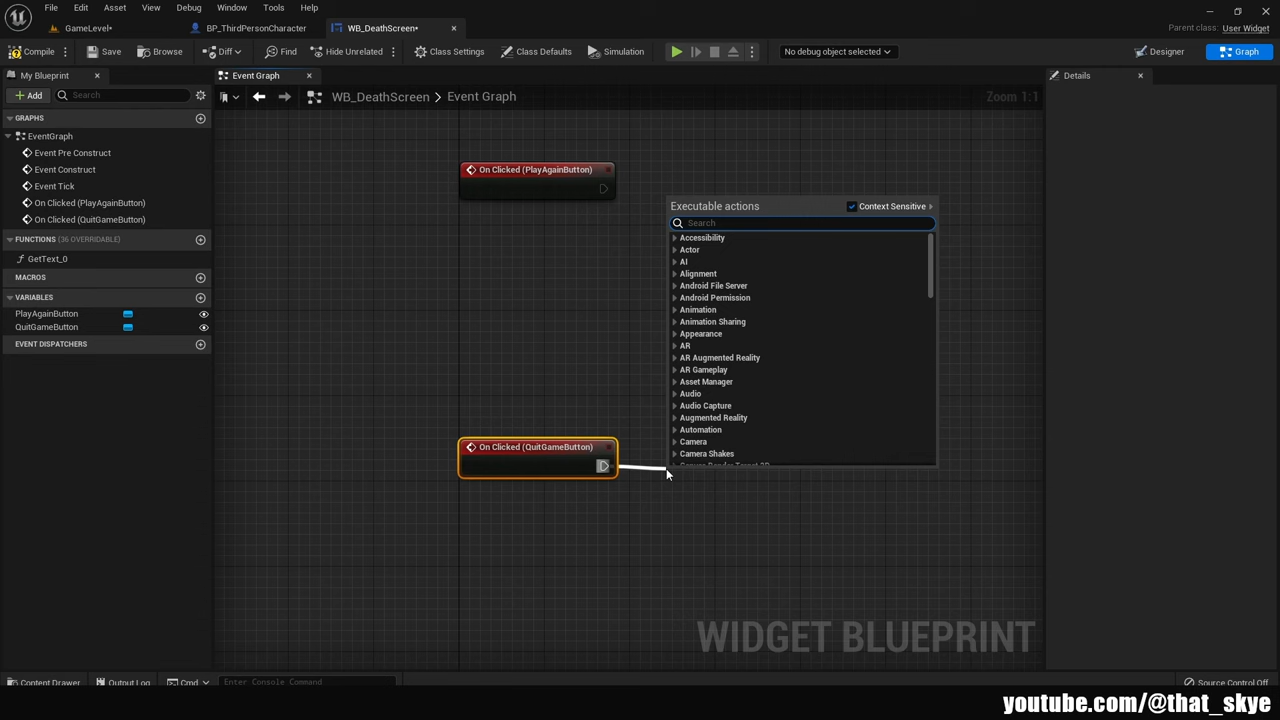 File Edit Asset View Debug Window Tools Help
GameLevel• BP_ThirdPersonCharacter WB_DeathScreen• Parent class: User Widget
Compile Save Browse Diff Find Hide Unrelated Class Settings Class Defaults Simulation No debug object selected Designer Graph
My Blueprint Event Graph Details
Add Search WB_DeathScreen > Event Graph Zoom 1:1
GRAPHS
EventGraph
Event Pre Construct
Event Construct
Event Tick
On Clicked (PlayAgainButton)
On Clicked (QuitGameButton)
FUNCTIONS (36 OVERRIDABLE)
GetText_0
MACROS
VARIABLES
PlayAgainButton
QuitGameButton
EVENT DISPATCHERS
On Clicked (PlayAgainButton)
On Clicked (QuitGameButton)
Executable actions Context Sensitive
Search
Accessibility
Actor
AI
Alignment
Android File Server
Android Permission
Animation
Animation Sharing
Appearance
AR
AR Augmented Reality
AR Gameplay
Asset Manager
Audio
Audio Capture
Augmented Reality
Automation
Camera
Camera Shakes
Canvas Render Target 2D
WIDGET BLUEPRINT
Content Drawer Output Log Cmd Enter Console Command Source Control Off
youtube.com/@that_skye